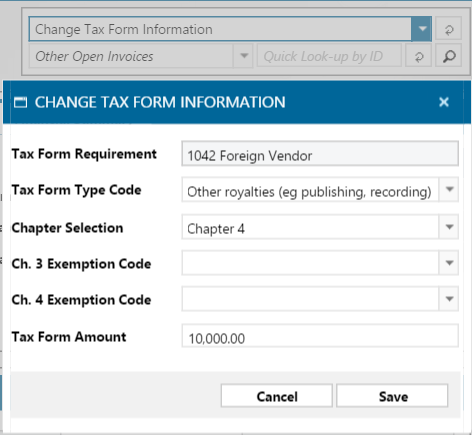 Change Tax Form Information
Other Open Invoices Quick Look-up by ID
CHANGE TAX FORM INFORMATION
Tax Form Requirement 1042 Foreign Vendor
Tax Form Type Code Other royalties (eg publishing, recording)
Chapter Selection Chapter 4
Ch. 3 Exemption Code
Ch. 4 Exemption Code
Tax Form Amount 10,000.00
Cancel Save